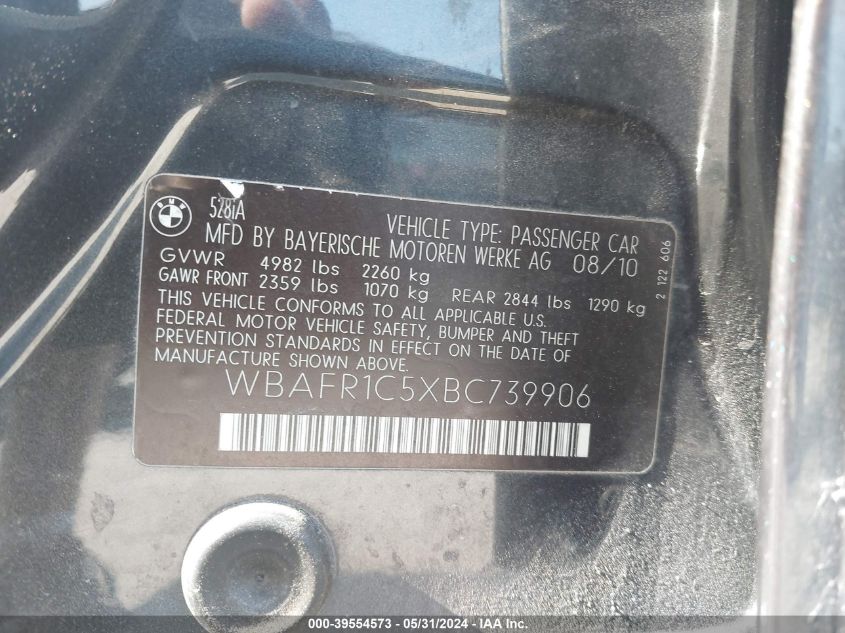 BMW
528iA
VEHICLE TYPE: PASSENGER CAR
MFD BY BAYERISCHE MOTOREN WERKE AG 08/10
GVWR 4982 lbs 2260 kg
GAWR FRONT 2359 lbs 1070 kg REAR 2844 lbs 1290 kg
THIS VEHICLE CONFORMS TO ALL APPLICABLE U.S.
FEDERAL MOTOR VEHICLE SAFETY, BUMPER AND THEFT
PREVENTION STANDARDS IN EFFECT ON THE DATE OF
MANUFACTURE SHOWN ABOVE.
WBAFR1C5XBC739906
2 122 606
000-39554573 - 05/31/2024 - IAA Inc.